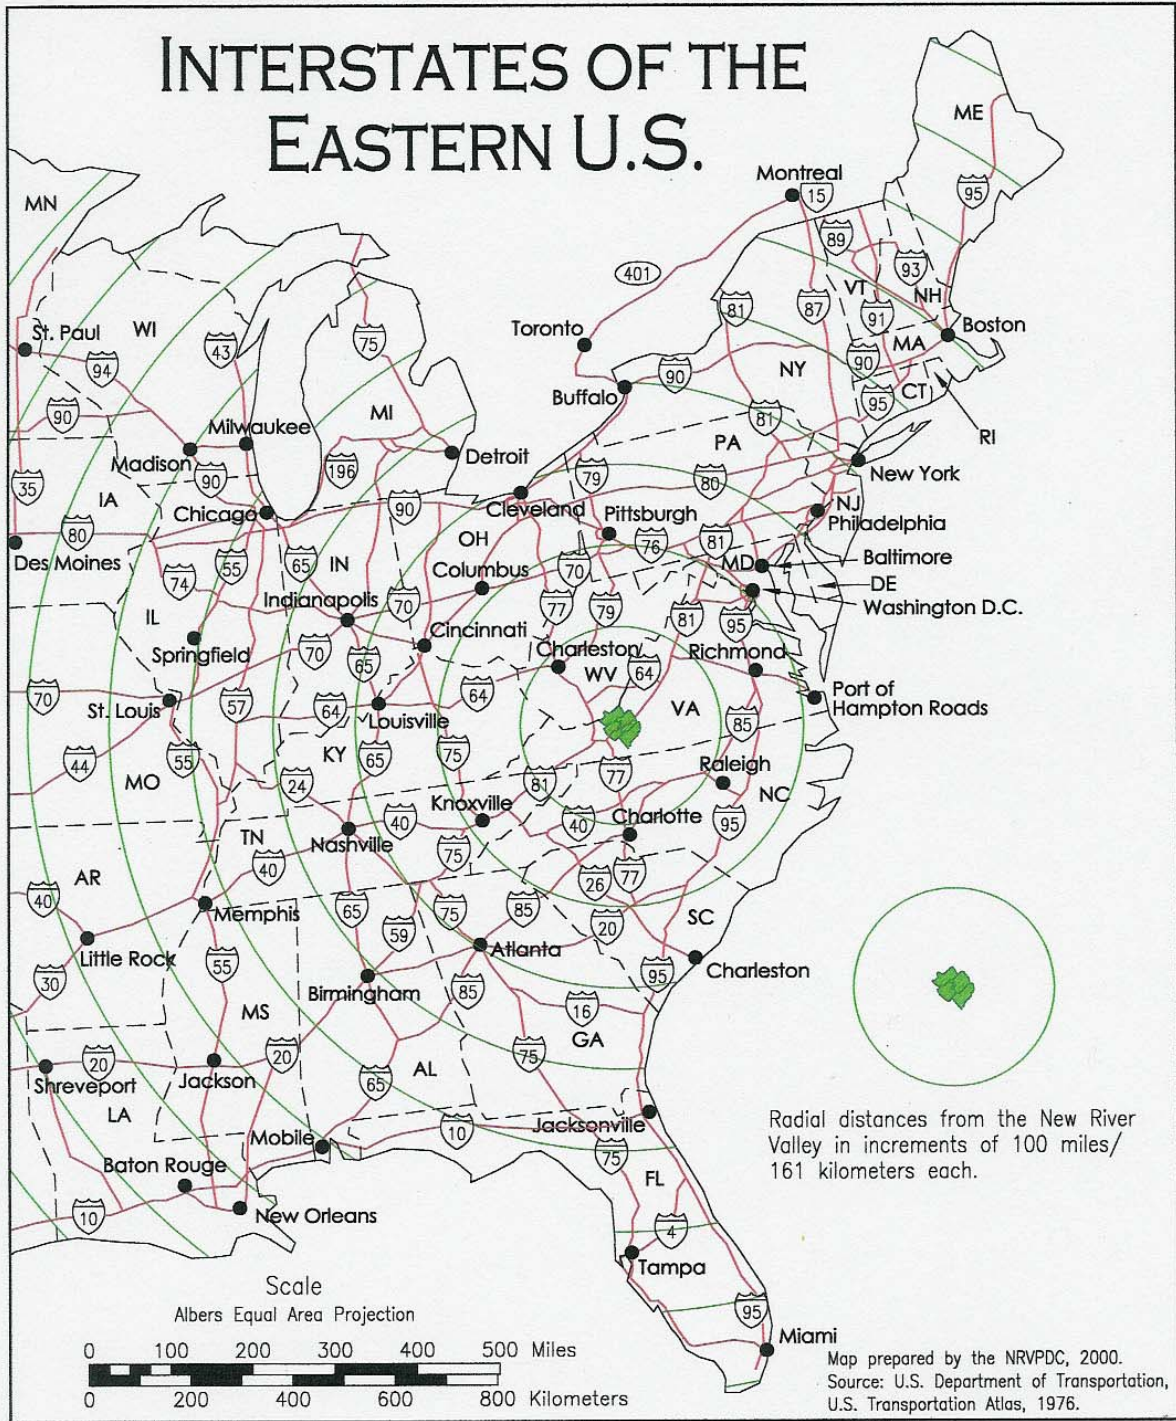 INTERSTATES OF THE
EASTERN U.S.
ME
Montreal
15
95
MN
89
401
93
VT
NH
81
87
91
Boston
St. Paul
WI
43
75
Toronto
MA
94
90
NY
90
CT
Buffalo
95
90
MI
81
RI
Milwaukee
PA
Madison
196
Detroit
New York
90
79
80
35
IA
Chicago
90
Cleveland
NJ
Pittsburgh
Philadelphia
80
OH
76
81
Des Moines
55
65
IN
MD
Baltimore
74
Columbus
70
DE
Indianapolis
70
77
79
81
95
Washington D.C.
IL
Cincinnati
Springfield
70
65
Charleston
WV
64
Richmond
70
St. Louis
57
64
Louisville
64
VA
Port of
Hampton Roads
44
55
KY
65
75
85
MO
24
81
77
Raleigh
NC
Knoxville
TN
Nashville
40
40
Charlotte
95
40
75
AR
26
77
40
Memphis
65
75
85
SC
59
20
Little Rock
Atlanta
30
55
Birmingham
85
95
Charleston
MS
16
GA
20
20
75
Shreveport
Jackson
65
AL
LA
10
Jacksonville
Mobile
75
Baton Rouge
FL
10
New Orleans
4
Tampa
95
Miami
Radial distances from the New River
Valley in increments of 100 miles/
161 kilometers each.
Scale
Albers Equal Area Projection
0 100 200 300 400 500 Miles
0 200 400 600 800 Kilometers
Map prepared by the NRVPDC, 2000.
Source: U.S. Department of Transportation,
U.S. Transportation Atlas, 1976.